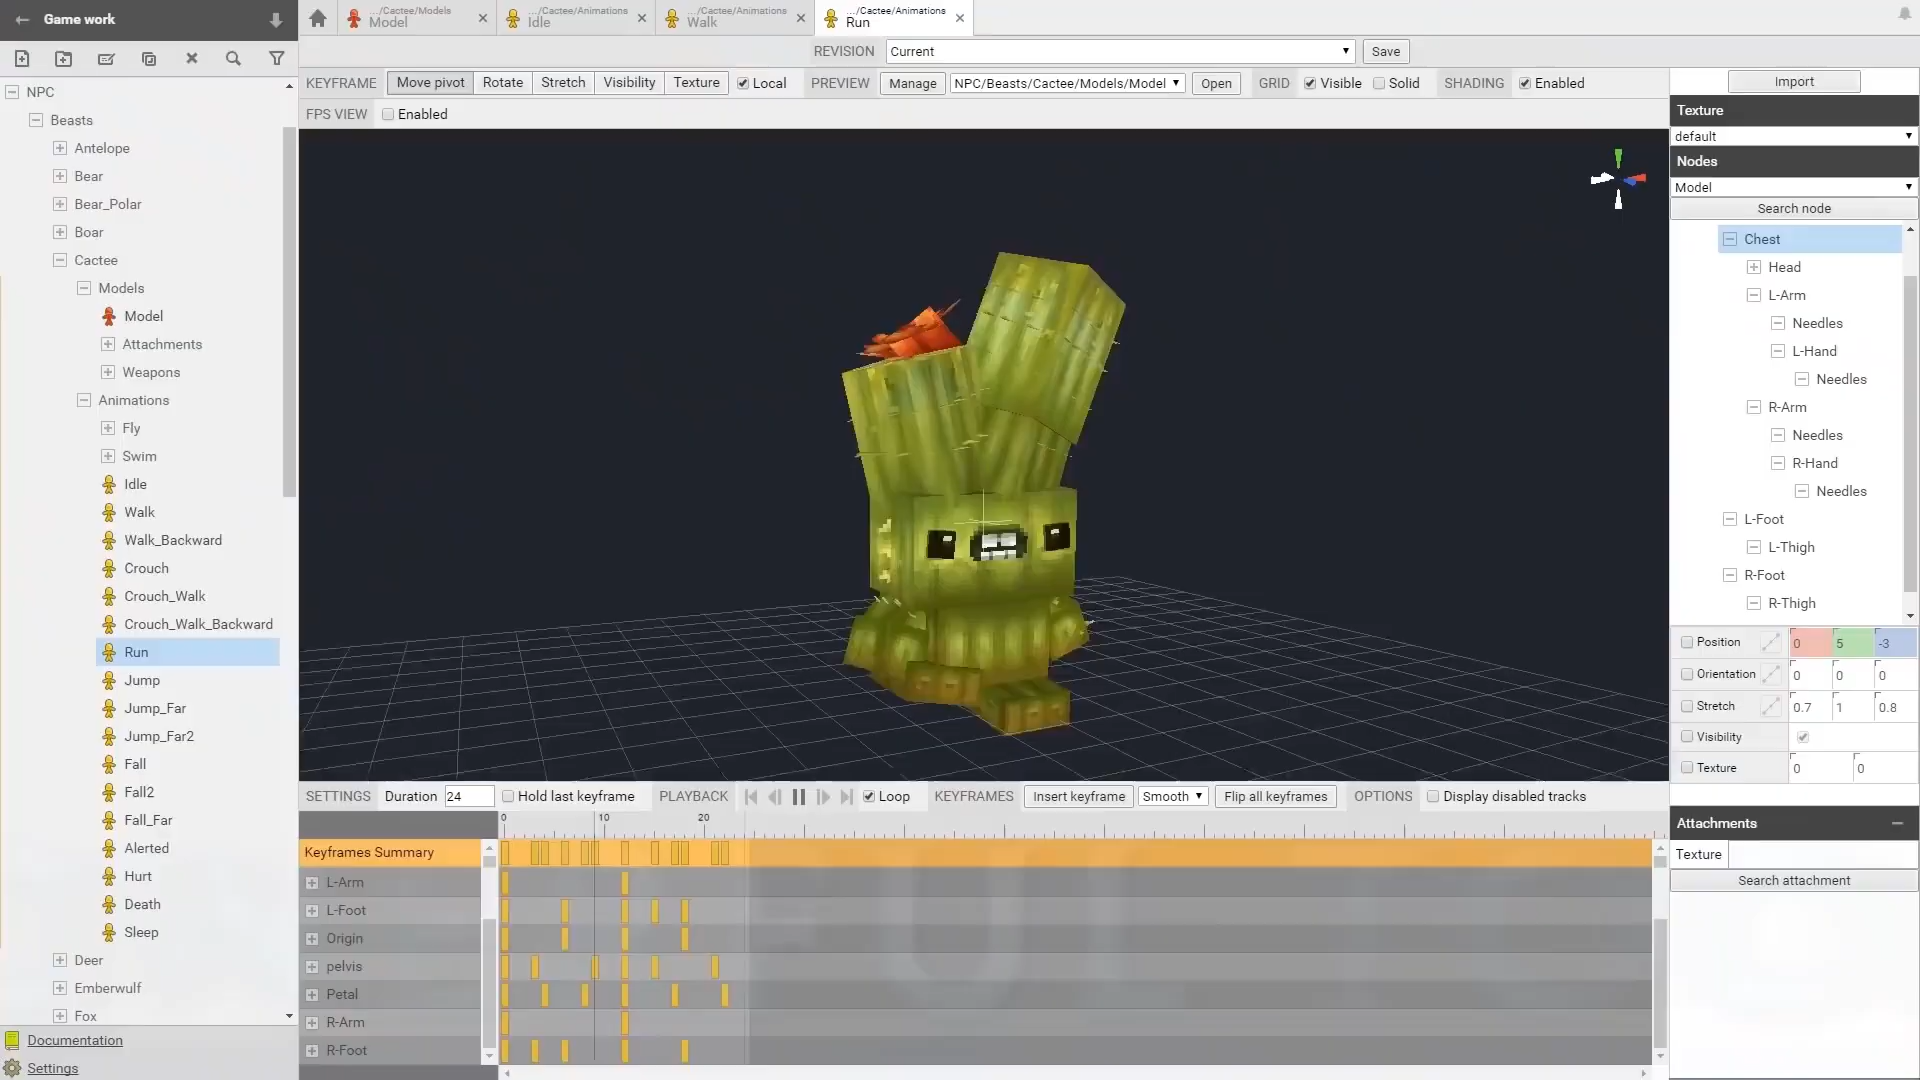 Game work
.../Cactee/Models
Model
.../Cactee/Animations
Idle
.../Cactee/Animations
Walk
.../Cactee/Animations
Run
REVISION Current Save
KEYFRAME Move pivot Rotate Stretch Visibility Texture Local PREVIEW Manage NPC/Beasts/Cactee/Models/Model Open GRID Visible Solid SHADING Enabled
FPS VIEW Enabled
NPC
Beasts
Antelope
Bear
Bear_Polar
Boar
Cactee
Models
Model
Attachments
Weapons
Animations
Fly
Swim
Idle
Walk
Walk_Backward
Crouch
Crouch_Walk
Crouch_Walk_Backward
Run
Jump
Jump_Far
Jump_Far2
Fall
Fall2
Fall_Far
Alerted
Hurt
Death
Sleep
Deer
Emberwulf
Fox
Documentation
Settings
Import
Texture
default
Nodes
Model
Search node
Chest
Head
L-Arm
Needles
L-Hand
Needles
R-Arm
Needles
R-Hand
Needles
L-Foot
L-Thigh
R-Foot
R-Thigh
Position 0 5 -3
Orientation 0 0 0
Stretch 0.7 1 0.8
Visibility
Texture 0 0
Attachments
Texture
Search attachment
SETTINGS Duration 24 Hold last keyframe PLAYBACK Loop KEYFRAMES Insert keyframe Smooth Flip all keyframes OPTIONS Display disabled tracks
0 10 20
Keyframes Summary
L-Arm
L-Foot
Origin
pelvis
Petal
R-Arm
R-Foot